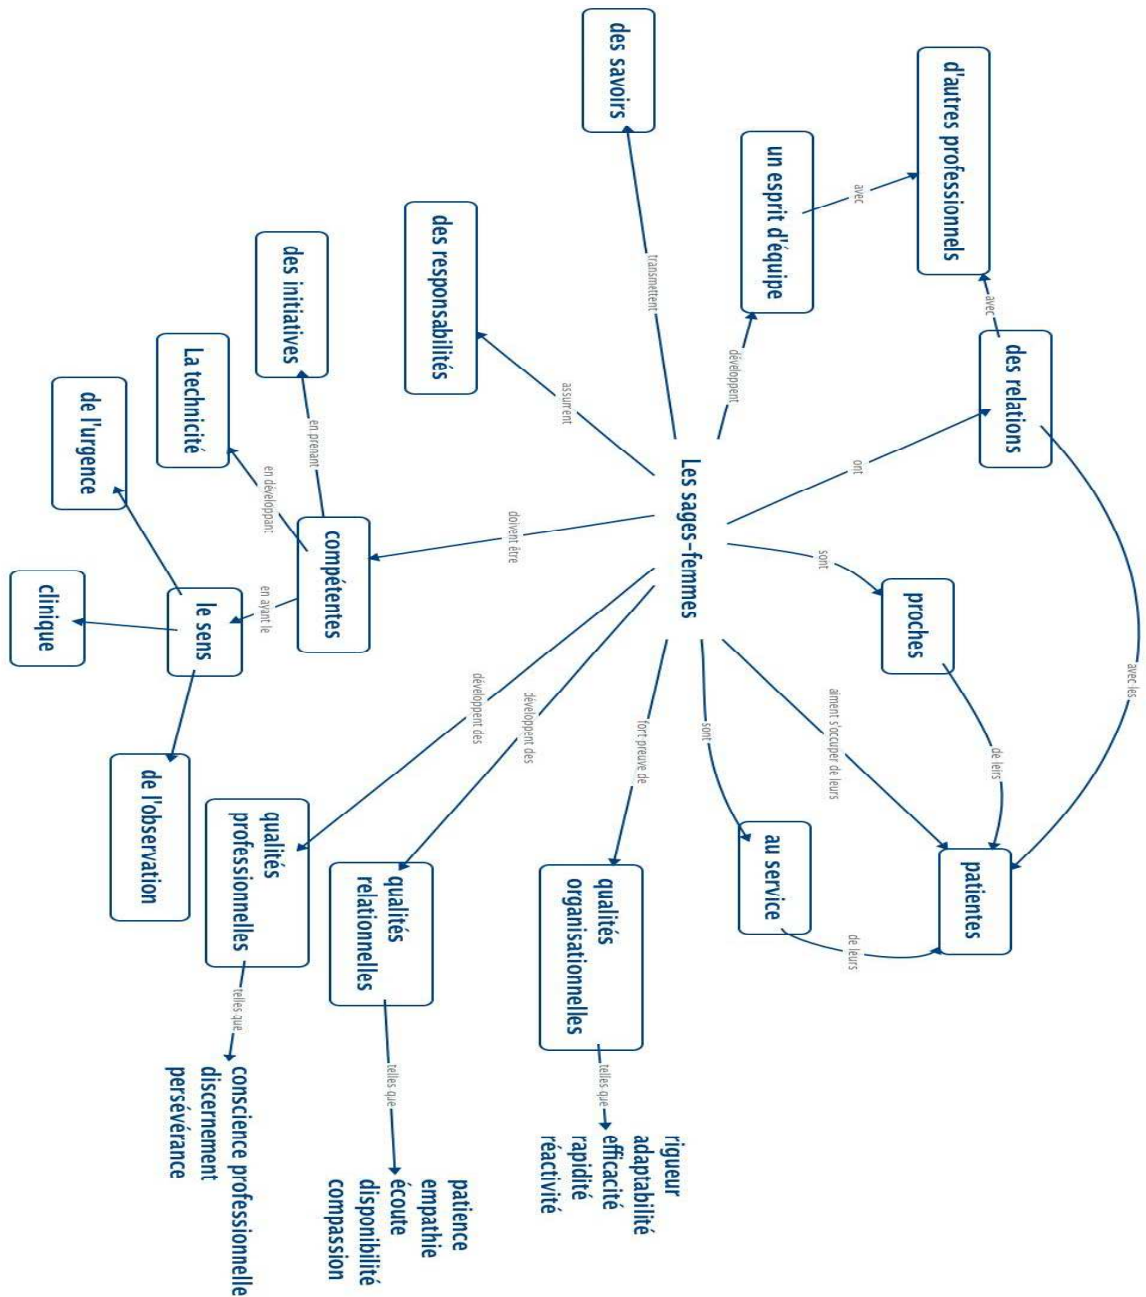 avec les
des relations
avec
de leirs
patientes
d'autres professionnels
proches
avec
ont
de leurs
aiment s'occuper de leurs
sont
un esprit d'équipe
au service
développent
sont
Les sages-femmes
transmettent
fort preuve de
des savoirs
qualités
organisationnelles
telles que
rigueur
adaptabilité
efficacité
rapidité
réactivité
assument
développent des
doivent être
développent des
des responsabilités
qualités
relationnelles
telles que
patience
empathie
écoute
disponibilité
compassion
compétentes
en prenant
des initiatives
en développant
en ayant le
qualités
professionnelles
telles que
conscience professionnelle
discernement
persévérance
La technicité
le sens
de l'observation
de l'urgence
clinique